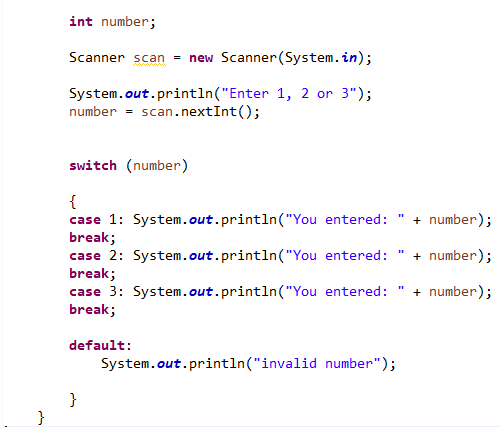 int number;
Scanner scan = new Scanner(System.in);
System.out.println("Enter 1, 2 or 3");
number = scan.nextInt();
switch (number)
{
case 1: System.out.println("You entered: " + number);
break;
case 2: System.out.println("You entered: " + number);
break;
case 3: System.out.println("You entered: " + number);
break;
default:
System.out.println("invalid number");
}
}